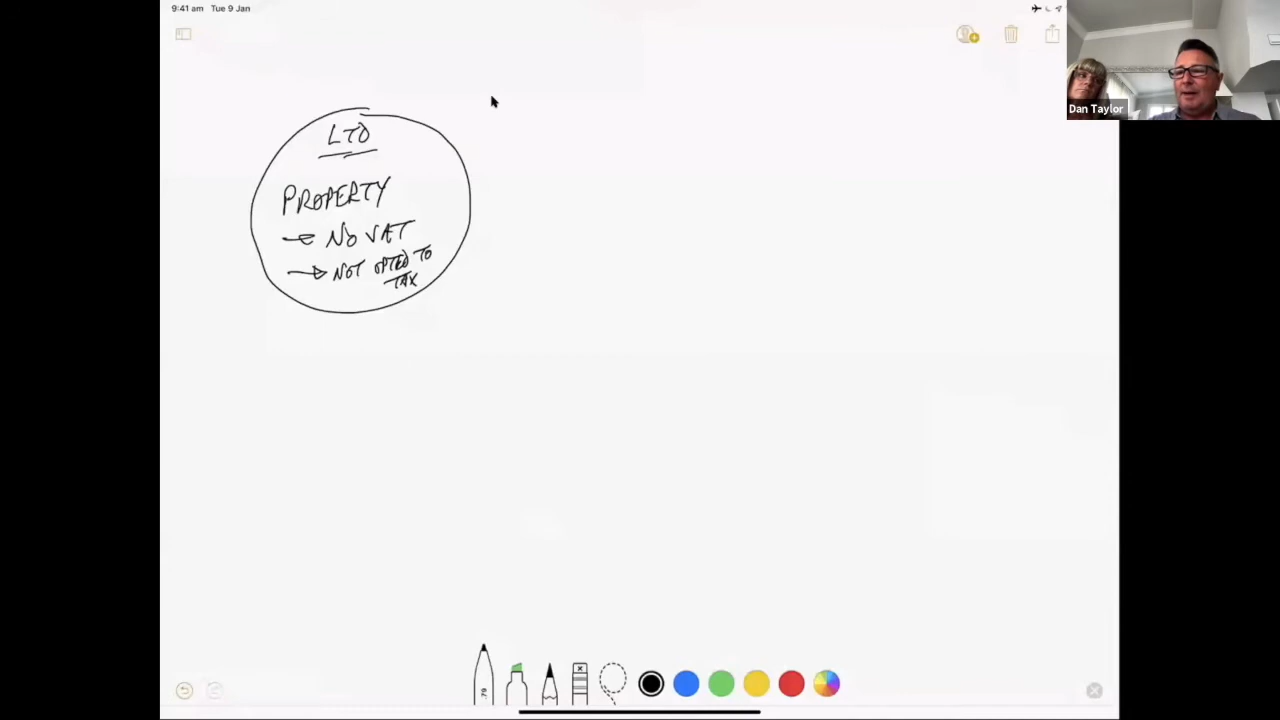 9:41 am Tue 9 Jan
Dan Taylor
LTD
PROPERTY
→ NO VAT
→ NOT OPTED TO
TAX